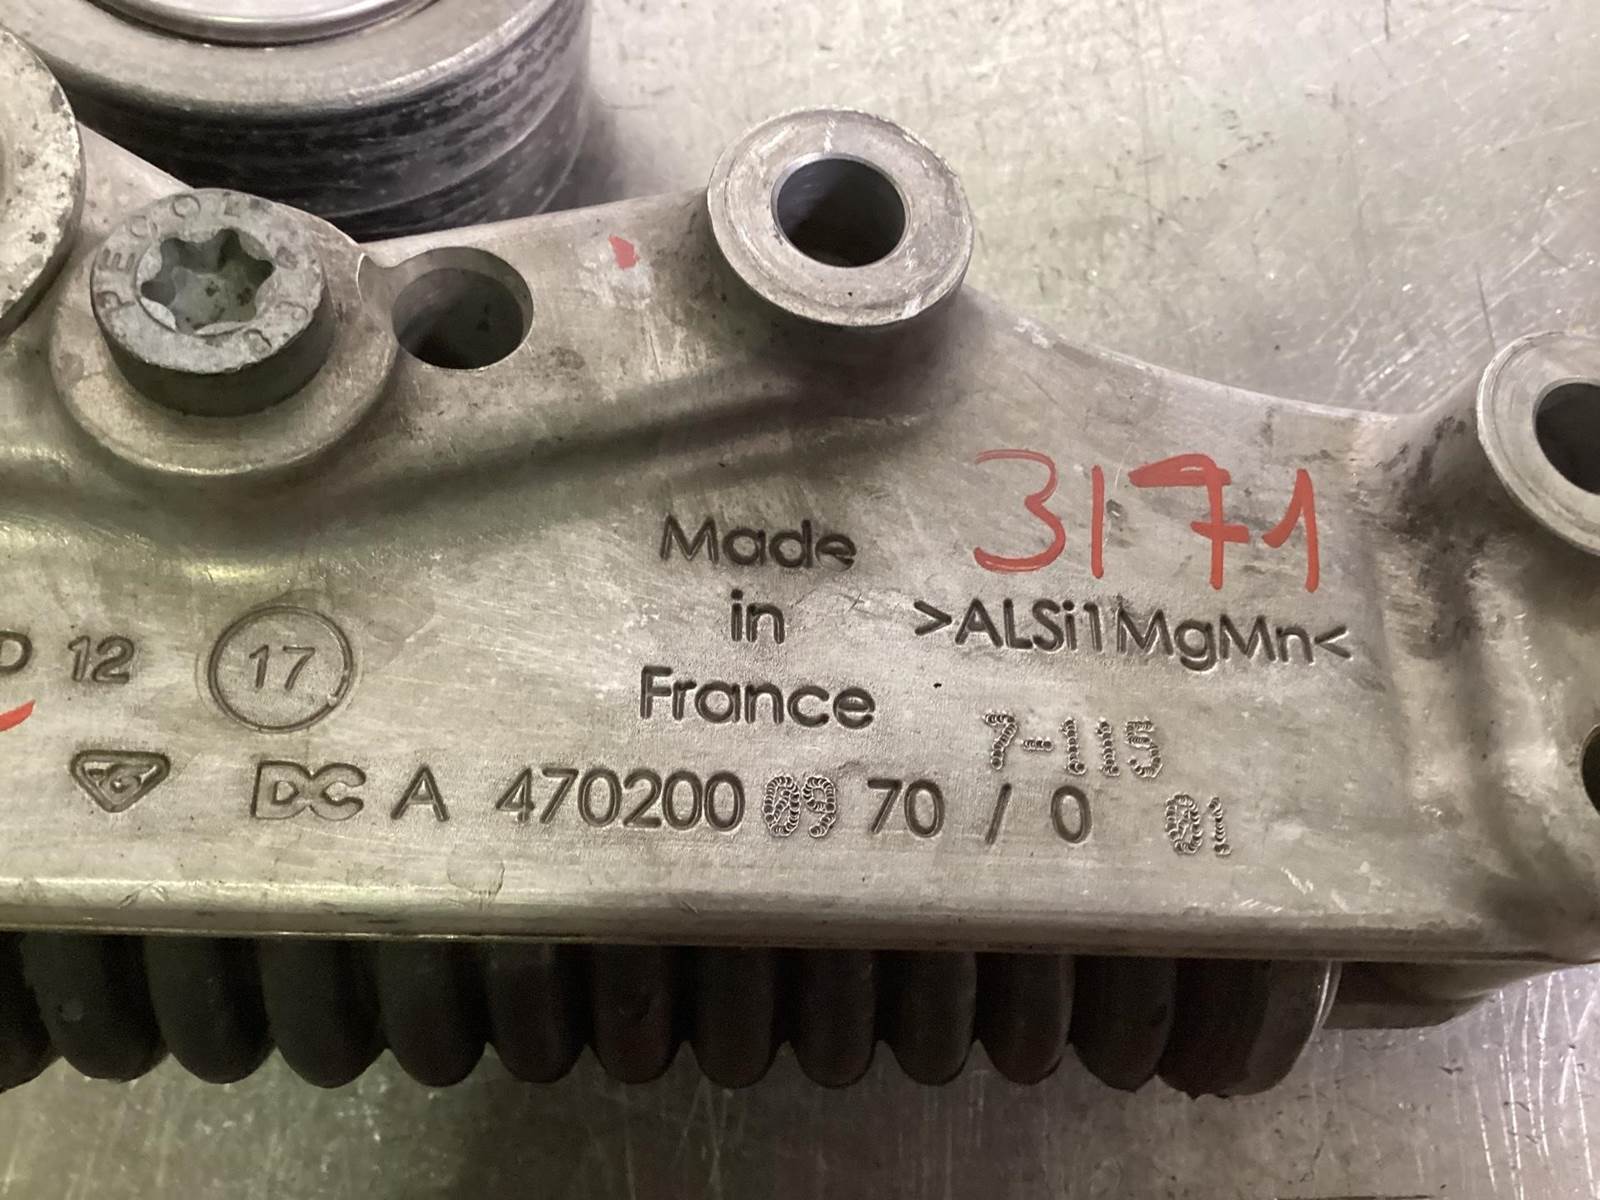 3171
Made
in
France
>ALSi1MgMn<
D 12 17
7-115
DC A 470200 09 70 / 0 01